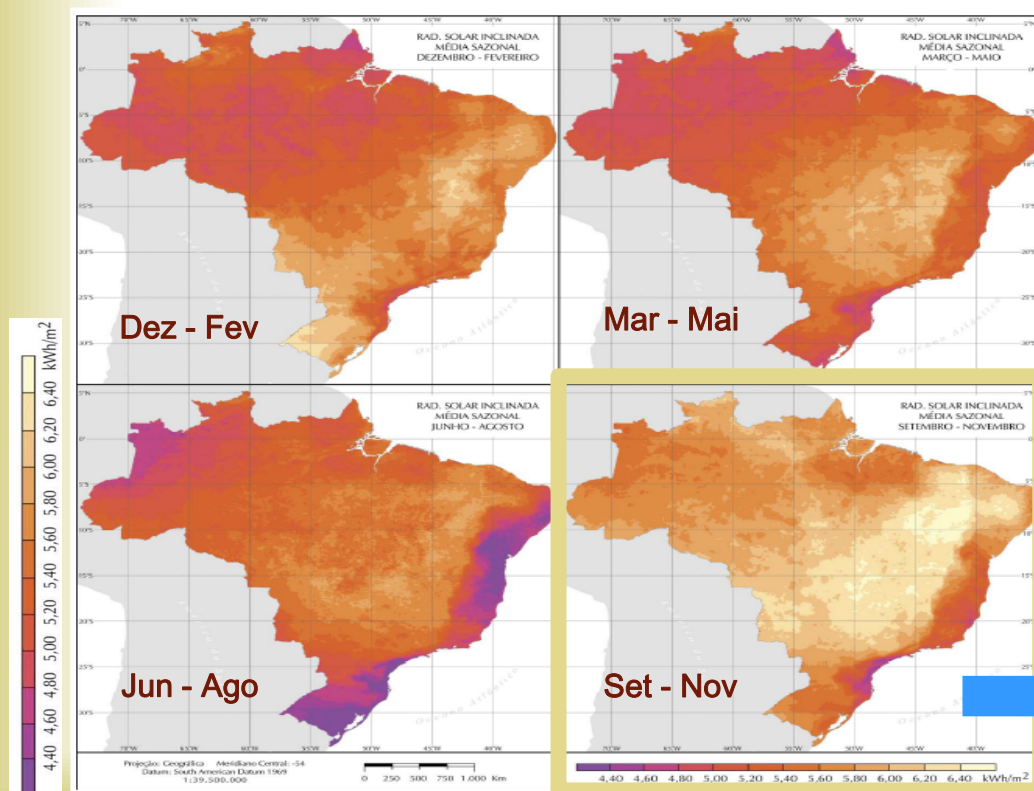 RAD. SOLAR INCLINADA
MÉDIA SAZONAL
DEZEMBRO - FEVEREIRO
Dez - Fev
RAD. SOLAR INCLINADA
MÉDIA SAZONAL
MARÇO - MAIO
Mar - Mai
4,40 4,60 4,80 5,00 5,20 5,40 5,60 5,80 6,00 6,20 6,40 kWh/m²
RAD. SOLAR INCLINADA
MÉDIA SAZONAL
JUNHO - AGOSTO
Jun - Ago
Projeção: Geográfica Meridiano Central: -54
Datum: South American Datum 1969
1:39.500.000
0 250 500 750 1.000 Km
RAD. SOLAR INCLINADA
MÉDIA SAZONAL
SETEMBRO - NOVEMBRO
Set - Nov
4,40 4,60 4,80 5,00 5,20 5,40 5,60 5,80 6,00 6,20 6,40 kWh/m²